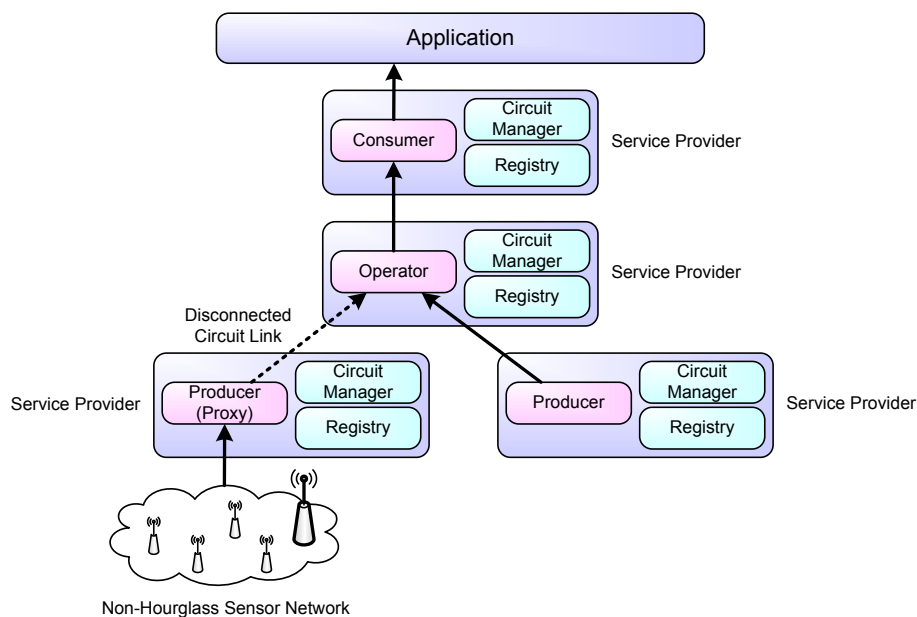 Application
Consumer
Circuit
Manager
Registry
Service Provider
Operator
Circuit
Manager
Registry
Service Provider
Disconnected
Circuit Link
Service Provider
Producer
(Proxy)
Circuit
Manager
Registry
Producer
Circuit
Manager
Registry
Service Provider
Non-Hourglass Sensor Network